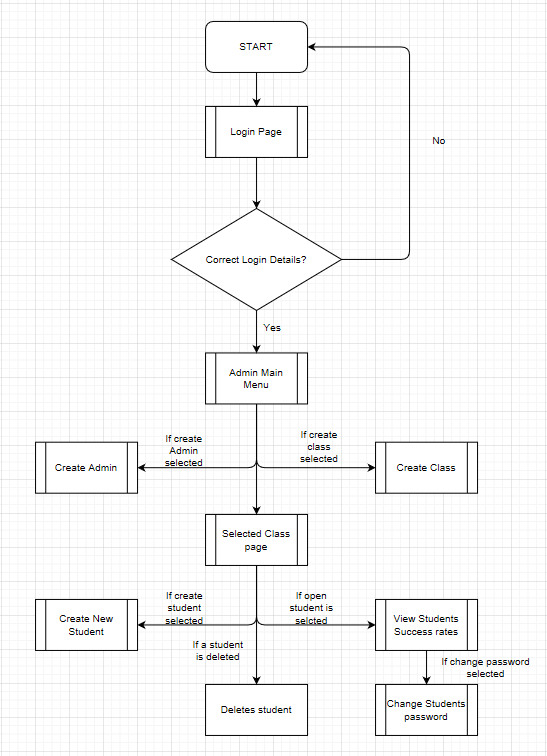 START
Login Page
No
Correct Login Details?
Yes
Admin Main
Menu
If create
Admin
selected
If create
class
selected
Create Admin
Create Class
Selected Class
page
If create
student
selected
If open
student is
selcted
Create New
Student
View Students
Success rates
If a student
is deleted
If change password
selected
Deletes student
Change Students
password